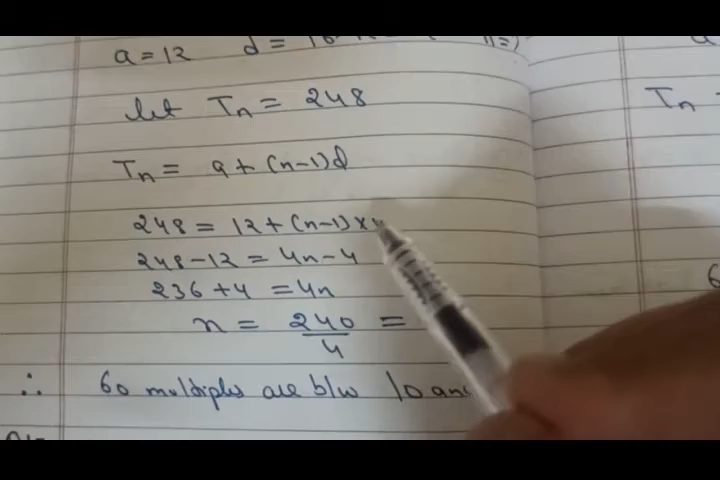 a = 12 d =
let Tn = 248
Tn
Tn = a + (n-1)d
248 = 12 + (n-1) ×
248 - 12 = 4n - 4
236 + 4 = 4n
n = 240/4 =
∴ 60 multiples are b/w 10 and